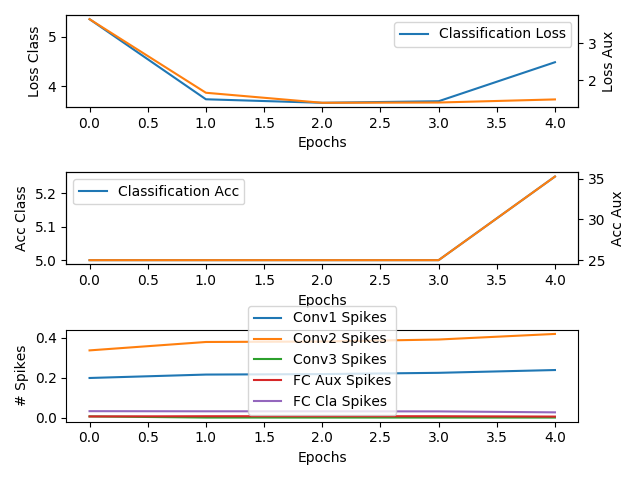 Loss Class
5
4
Classification Loss
3
2
Loss Aux
0.0 0.5 1.0 1.5 2.0 2.5 3.0 3.5 4.0
Epochs
Acc Class
5.2
5.1
5.0
Classification Acc
35
30
25
Acc Aux
0.0 0.5 1.0 1.5 2.0 2.5 3.0 3.5 4.0
Epochs
# Spikes
0.4
0.2
0.0
Conv1 Spikes
Conv2 Spikes
Conv3 Spikes
FC Aux Spikes
FC Cla Spikes
0.0 0.5 1.0 1.5 2.0 2.5 3.0 3.5 4.0
Epochs